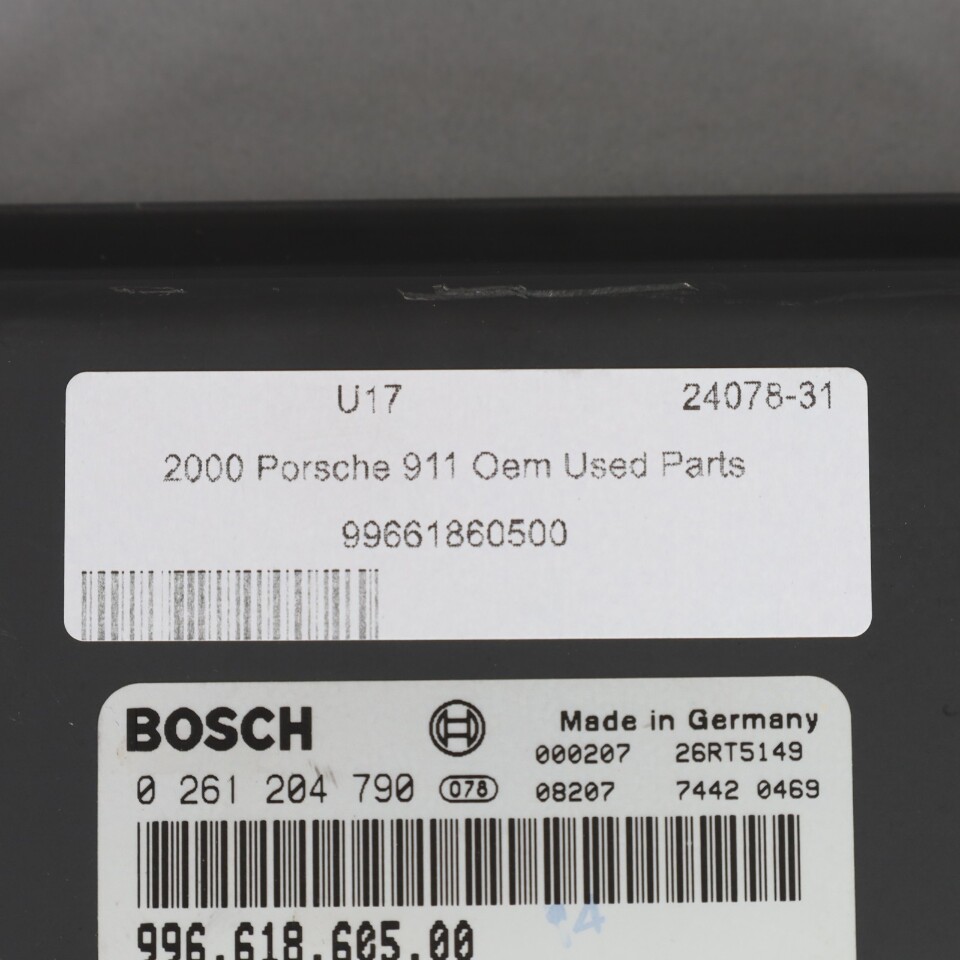 U17 24078-31
2000 Porsche 911 Oem Used Parts
99661860500
BOSCH Made in Germany
000207 26RT5149
0 261 204 790 078 08207 7442 0469
996.618.605.00
4